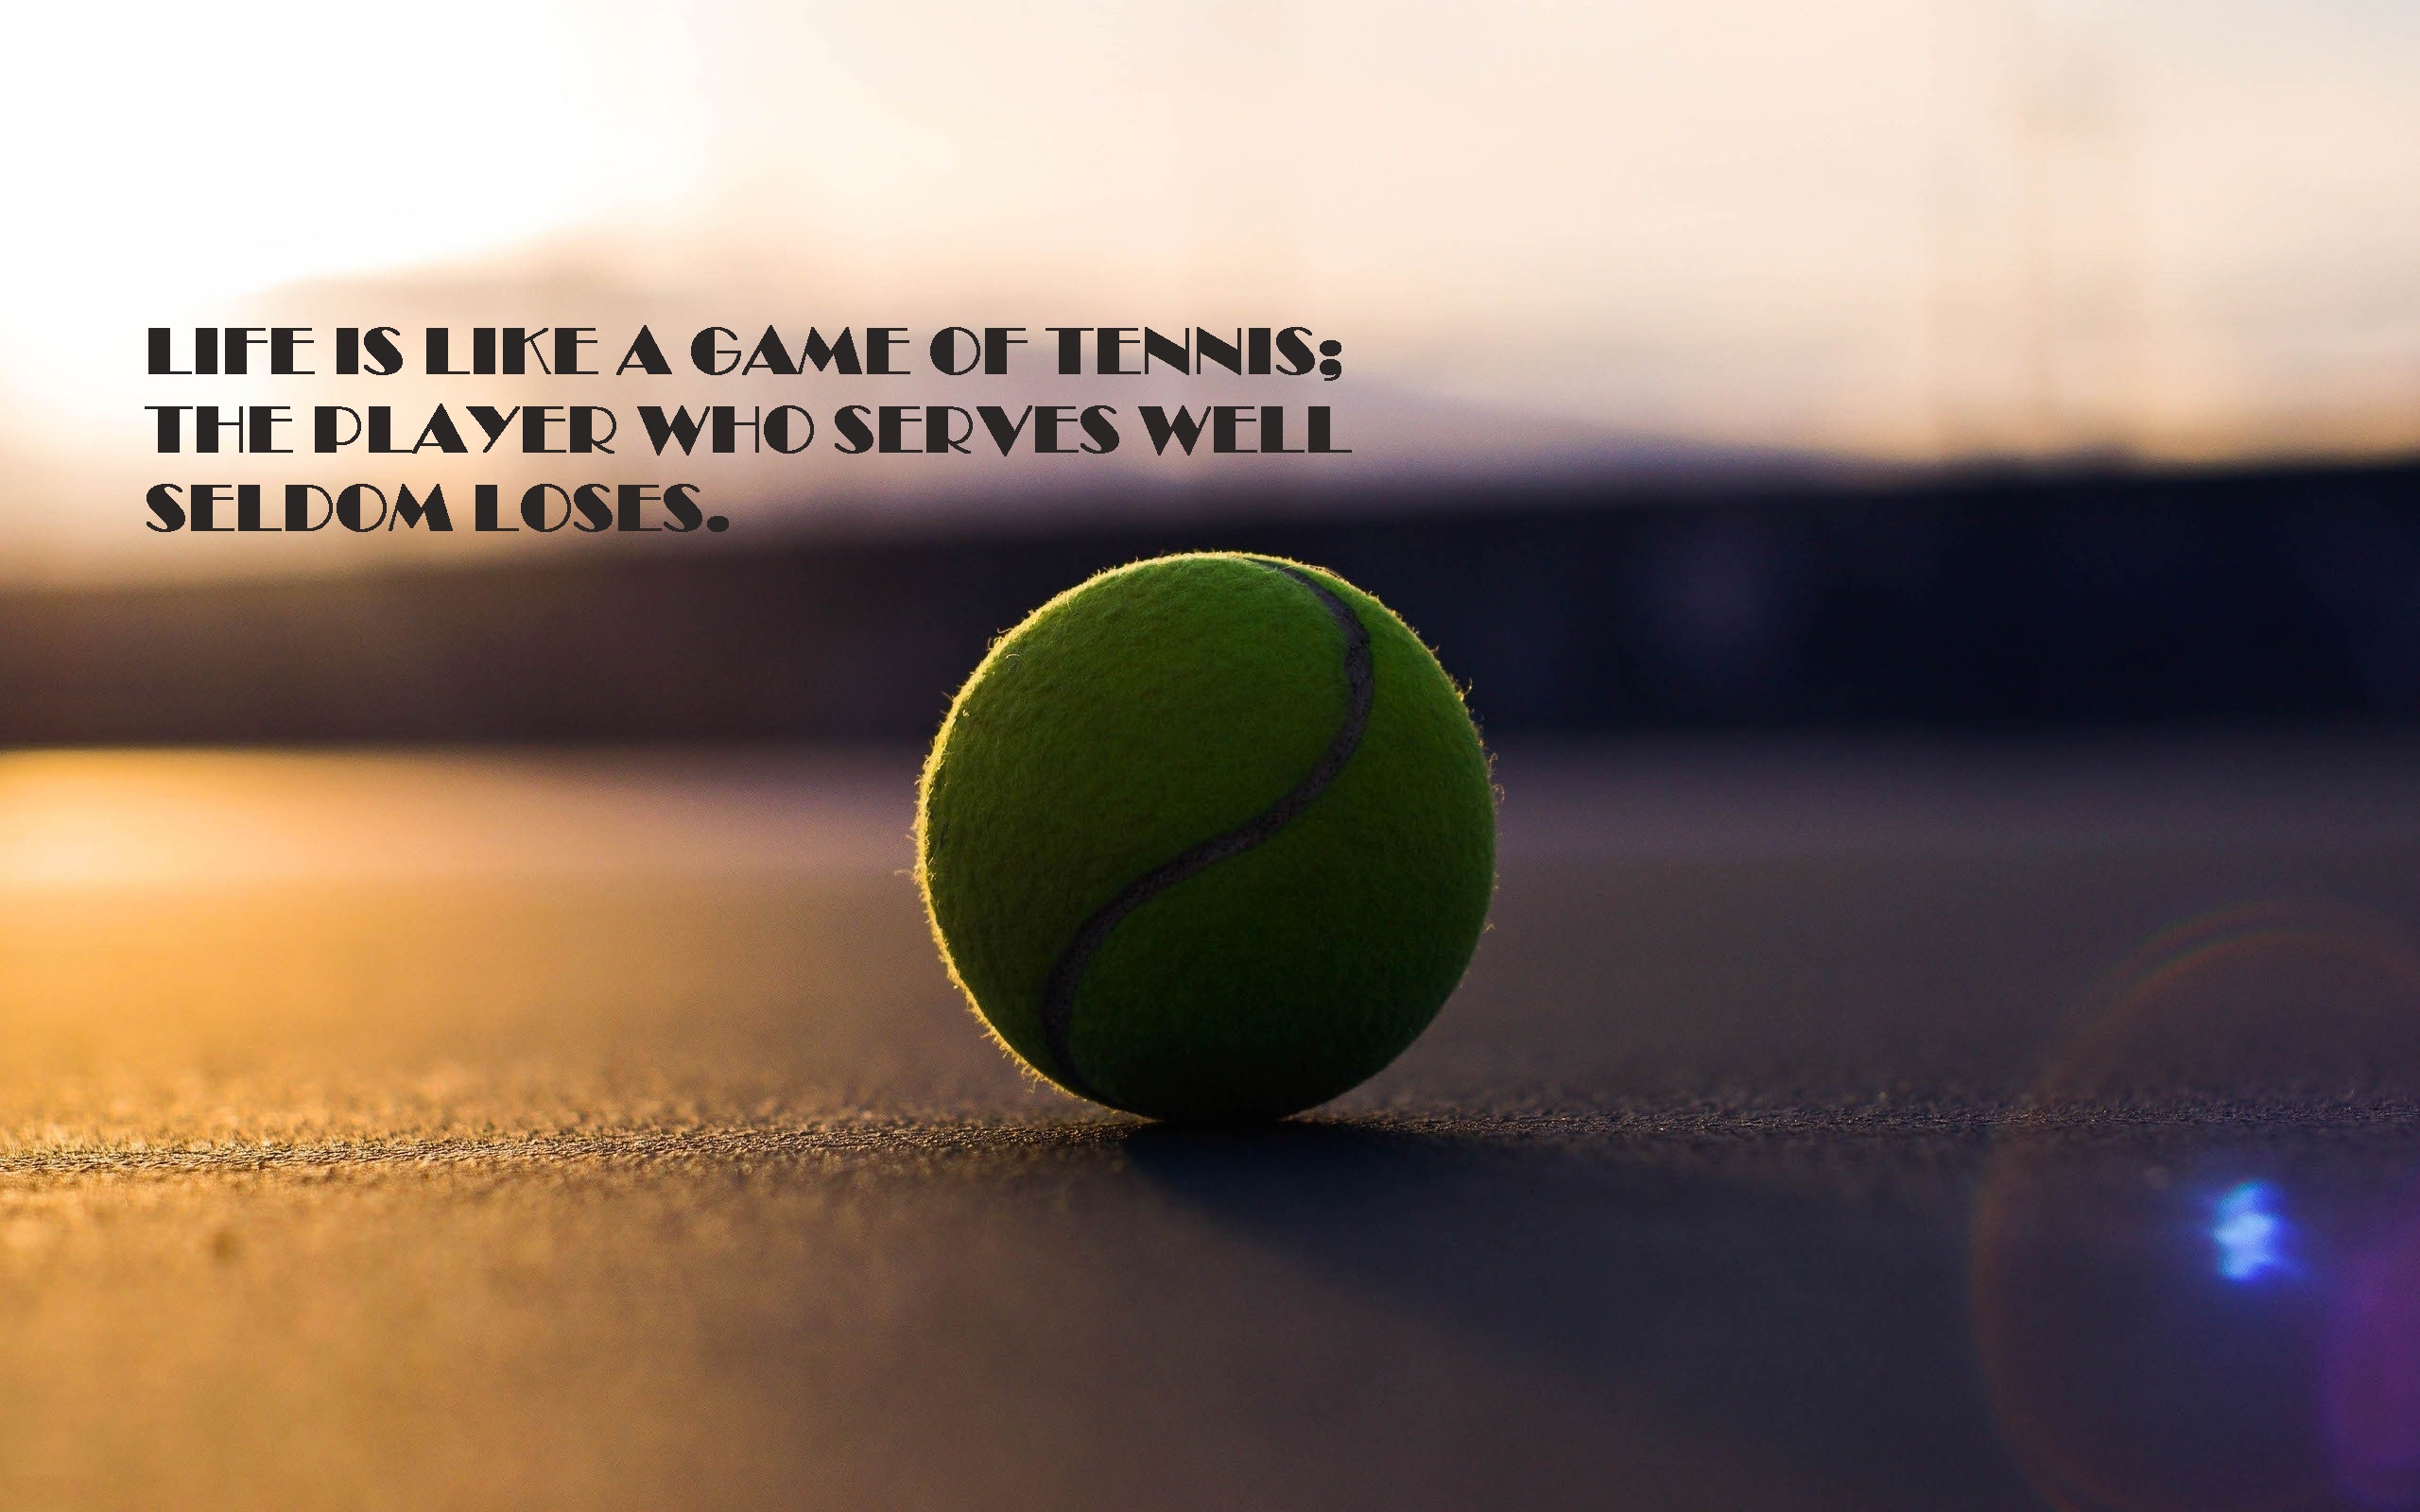 LIFE IS LIKE A GAME OF TENNIS;
THE PLAYER WHO SERVES WELL
SELDOM LOSES.